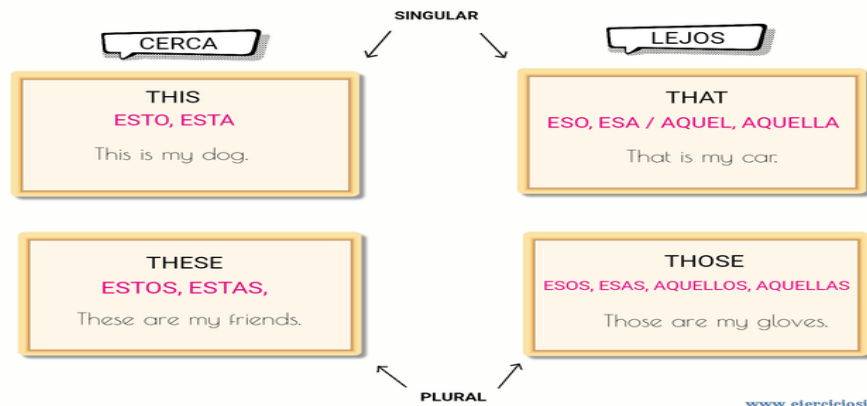 SINGULAR
CERCA
LEJOS
THIS
ESTO, ESTA
This is my dog.
THAT
ESO, ESA / AQUEL, AQUELLA
That is my car.
THESE
ESTOS, ESTAS,
These are my friends.
THOSE
ESOS, ESAS, AQUELLOS, AQUELLAS
Those are my gloves.
PLURAL